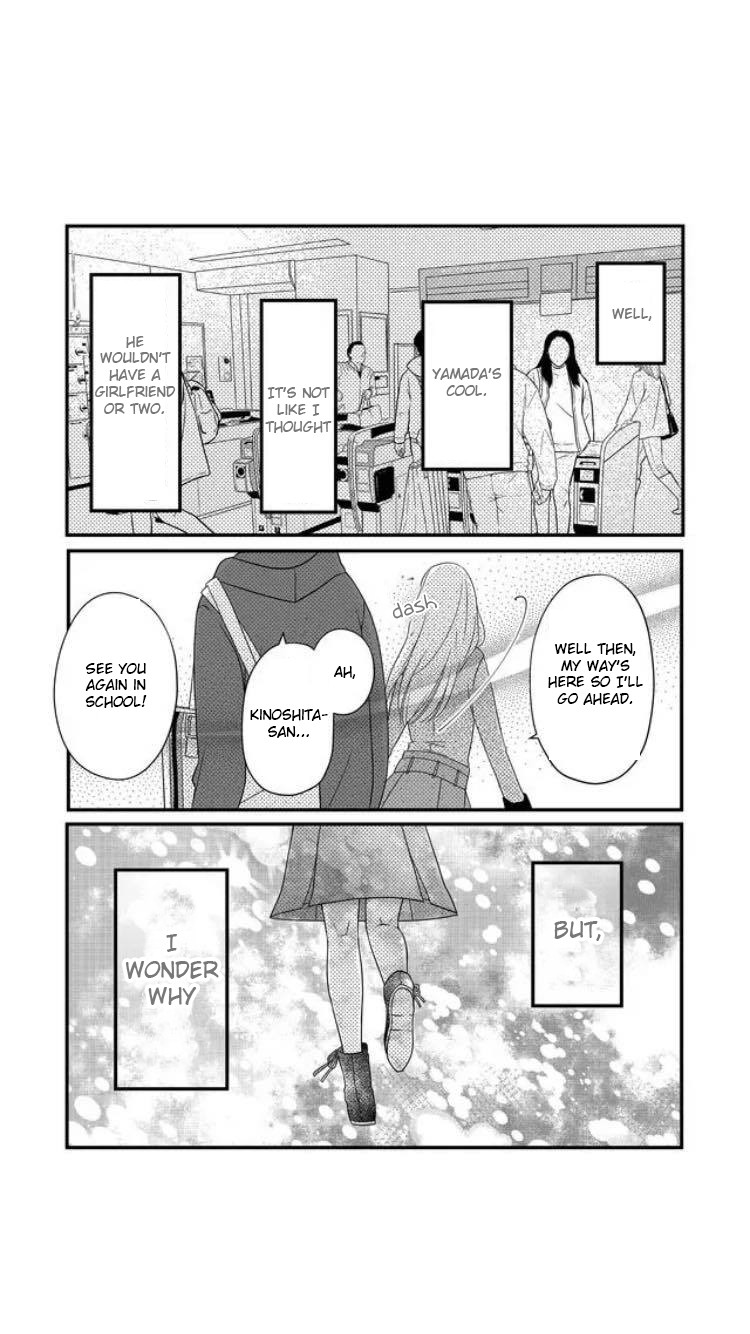 WELL,
YAMADA'S
COOL.
IT'S NOT
LIKE I
THOUGHT
HE
WOULDN'T
HAVE A
GIRLFRIEND
OR TWO.
WELL THEN,
MY WAY'S
HERE SO I'LL
GO AHEAD.
dash
AH,
KINOSHITA-
SAN...
SEE YOU
AGAIN IN
SCHOOL!
BUT,
I
WONDER
WHY